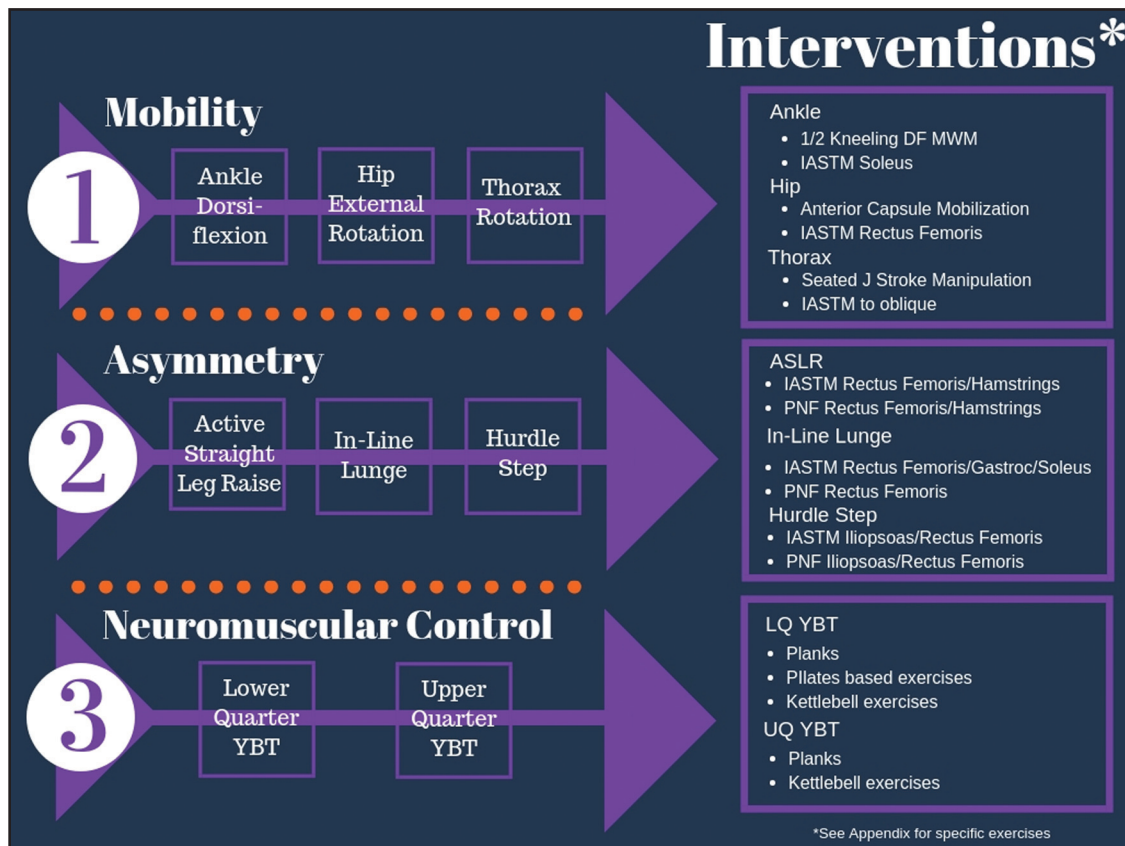 Interventions*
Mobility
1
Ankle
Dorsi-
flexion
Hip
External
Rotation
Thorax
Rotation
Ankle
• 1/2 Kneeling DF MWM
• IASTM Soleus
Hip
• Anterior Capsule Mobilization
• IASTM Rectus Femoris
Thorax
• Seated J Stroke Manipulation
• IASTM to oblique
Asymmetry
2
Active
Straight
Leg Raise
In-Line
Lunge
Hurdle
Step
ASLR
• IASTM Rectus Femoris/Hamstrings
• PNF Rectus Femoris/Hamstrings
In-Line Lunge
• IASTM Rectus Femoris/Gastroc/Soleus
• PNF Rectus Femoris
Hurdle Step
• IASTM Iliopsoas/Rectus Femoris
• PNF Iliopsoas/Rectus Femoris
Neuromuscular Control
3
Lower
Quarter
YBT
Upper
Quarter
YBT
LQ YBT
• Planks
• PIlates based exercises
• Kettlebell exercises
UQ YBT
• Planks
• Kettlebell exercises
*See Appendix for specific exercises